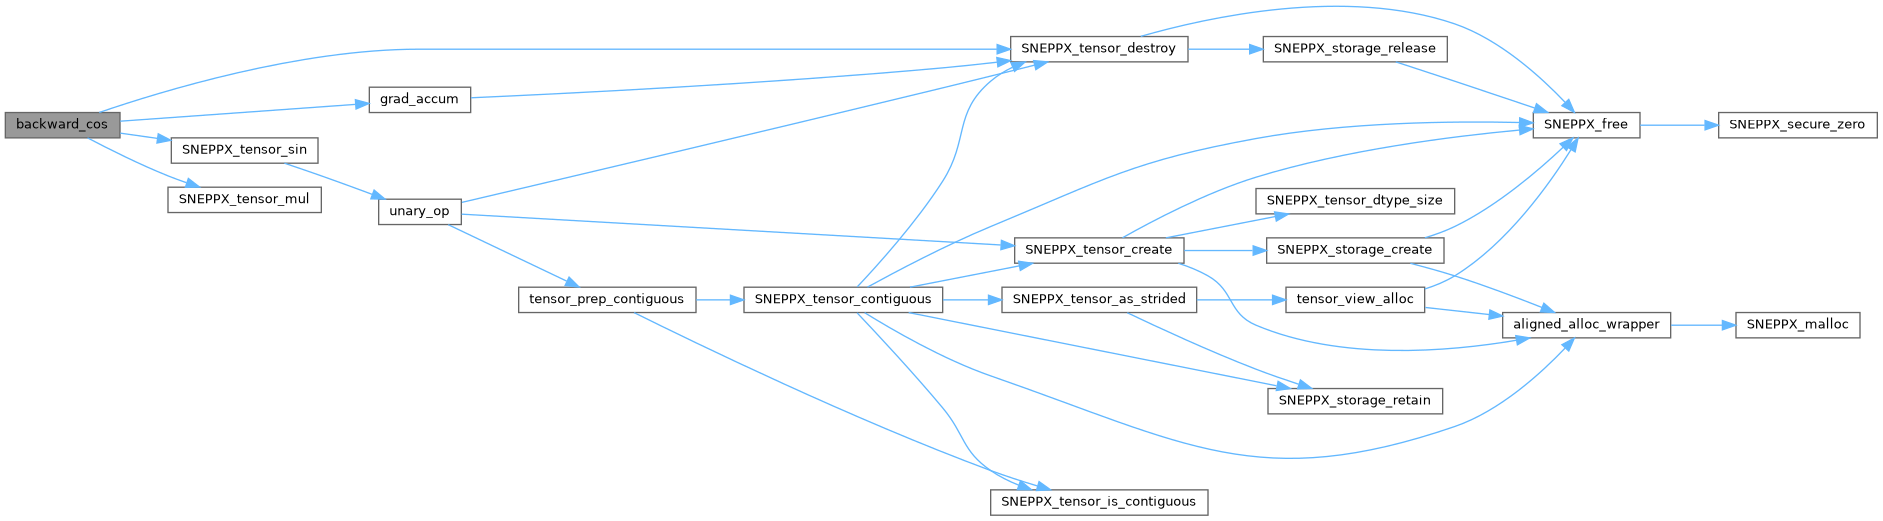 backward_cos
grad_accum
SNEPPX_tensor_sin
SNEPPX_tensor_mul
unary_op
tensor_prep_contiguous
SNEPPX_tensor_contiguous
SNEPPX_tensor_destroy
SNEPPX_tensor_create
SNEPPX_tensor_as_strided
SNEPPX_tensor_is_contiguous
SNEPPX_storage_release
SNEPPX_tensor_dtype_size
SNEPPX_storage_create
tensor_view_alloc
SNEPPX_storage_retain
SNEPPX_free
aligned_alloc_wrapper
SNEPPX_secure_zero
SNEPPX_malloc